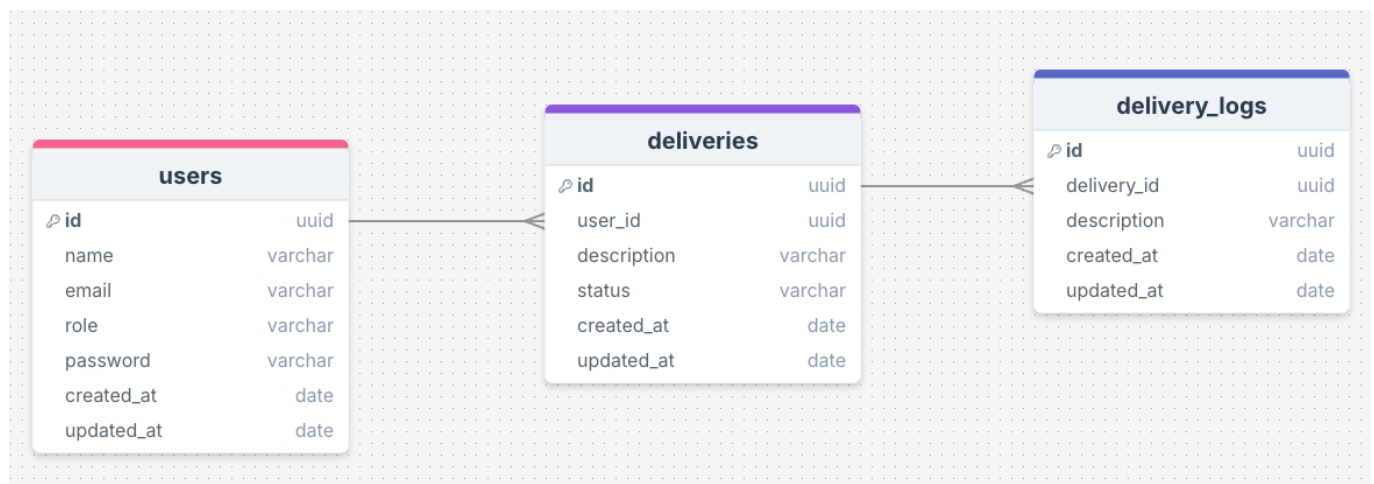 users
id uuid
name varchar
email varchar
role varchar
password varchar
created_at date
updated_at date
deliveries
id uuid
user_id uuid
description varchar
status varchar
created_at date
updated_at date
delivery_logs
id uuid
delivery_id uuid
description varchar
created_at date
updated_at date